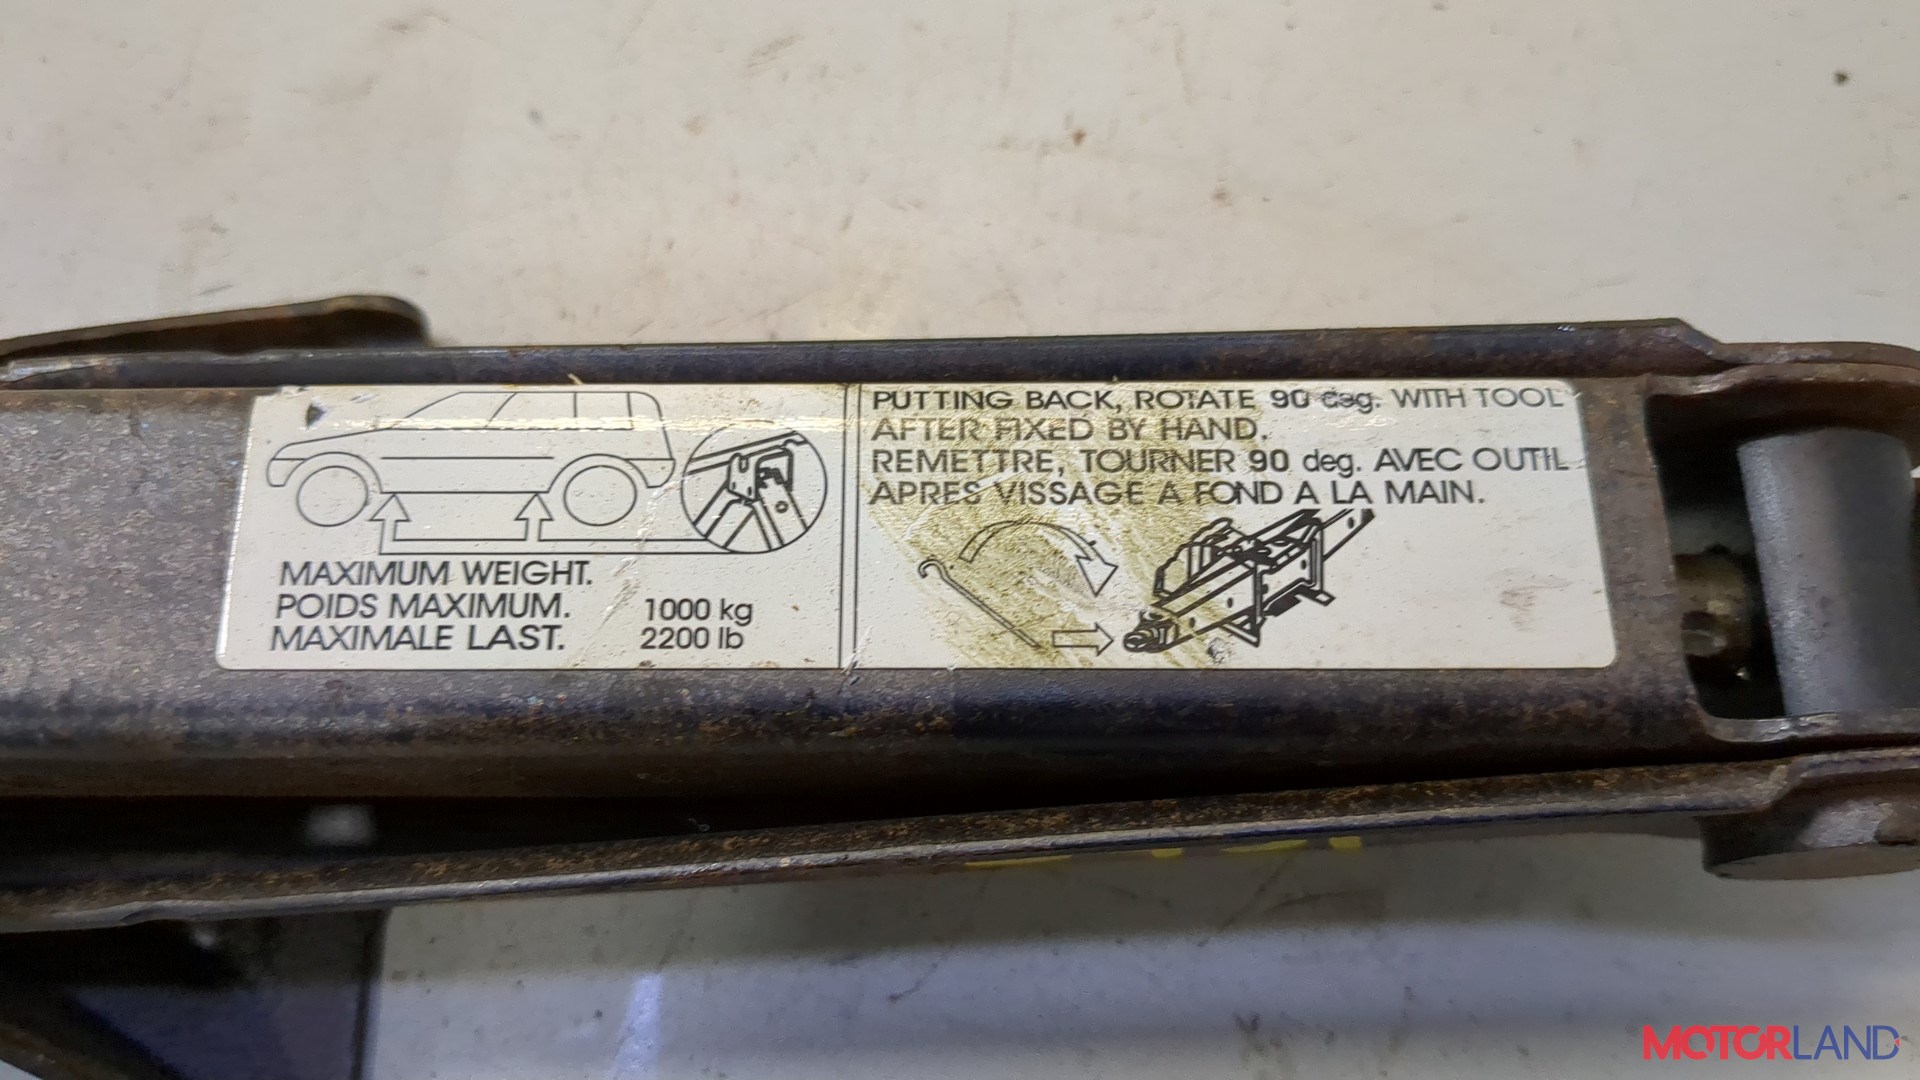 MAXIMUM WEIGHT.
POIDS MAXIMUM. 1000 kg
MAXIMALE LAST. 2200 lb
PUTTING BACK, ROTATE 90 deg. WITH TOOL
AFTER FIXED BY HAND.
REMETTRE, TOURNER 90 deg. AVEC OUTIL
APRES VISSAGE A FOND A LA MAIN.
MOTORLAND